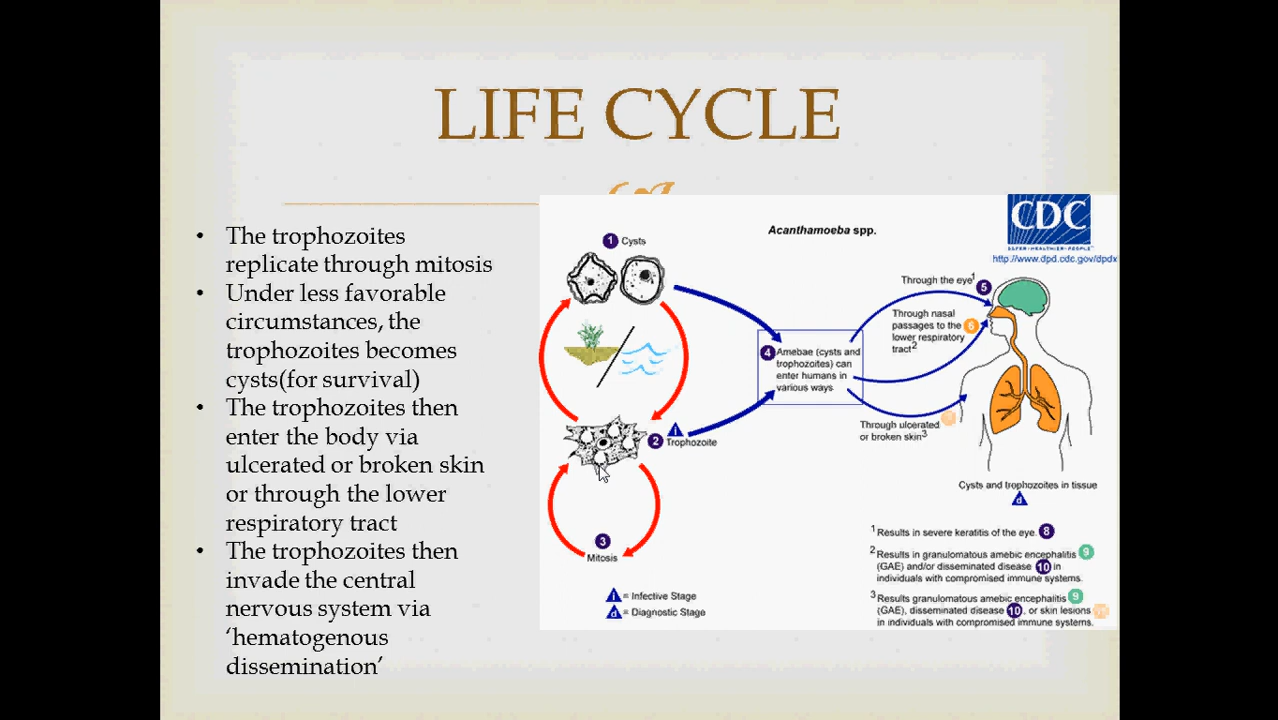 LIFE CYCLE
• The trophozoites
replicate through mitosis
• Under less favorable
circumstances, the
trophozoites becomes
cysts(for survival)
• The trophozoites then
enter the body via
ulcerated or broken skin
or through the lower
respiratory tract
• The trophozoites then
invade the central
nervous system via
‘hematogenous
dissemination’
CDC
SAFER•HEALTHIER•PEOPLE™
http://www.dpd.cdc.gov/dpdx
Acanthamoeba spp.
1 Cysts
2 Trophozoite
i
3
Mitosis
4 Amebae (cysts and
trophozoites) can
enter humans in
various ways
Through the eye1 5
Through nasal
passages to the 6
lower respiratory
tract2
Through ulcerated
or broken skin3
Cysts and trophozoites in tissue
d
1 Results in severe keratitis of the eye. 8
2 Results in granulomatous amebic encephalitis 9
(GAE) and/or disseminated disease 10 in
individuals with compromised immune systems.
3 Results granulomatous amebic encephalitis 9
(GAE), disseminated disease 10, or skin lesions
in individuals with compromised immune systems.
i = Infective Stage
d = Diagnostic Stage